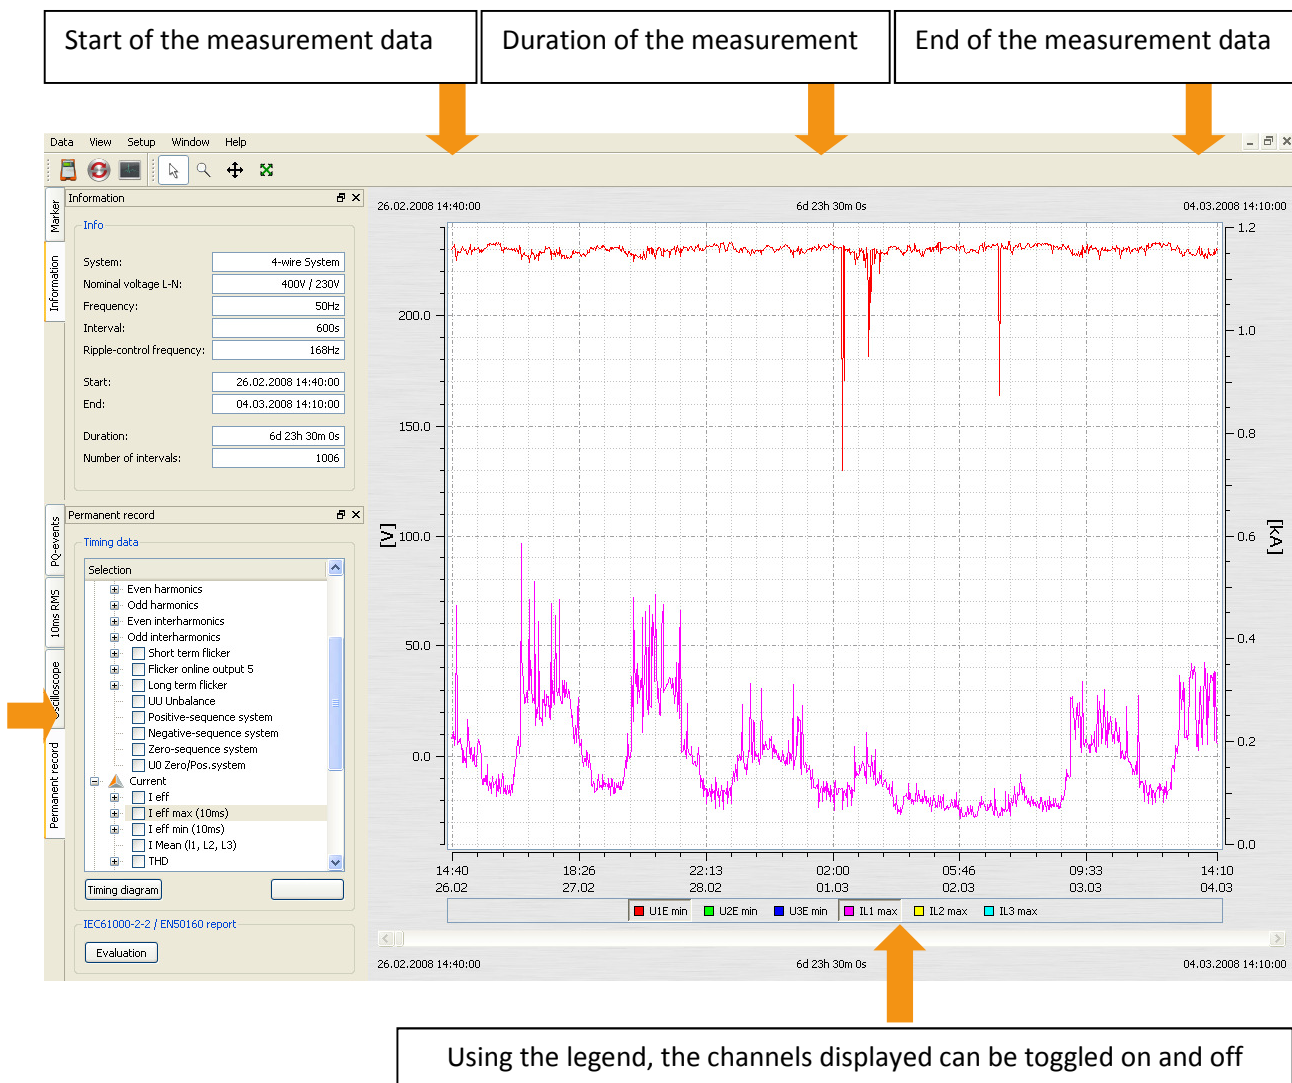 Start of the measurement data
Duration of the measurement
End of the measurement data
Data View Setup Window Help
Marker
Information
PQ-events
10ms RMS
Oscilloscope
Permanent record
Information
Info
System: 4-wire System
Nominal voltage L-N: 400V / 230V
Frequency: 50Hz
Interval: 600s
Ripple-control frequency: 168Hz
Start: 26.02.2008 14:40:00
End: 04.03.2008 14:10:00
Duration: 6d 23h 30m 0s
Number of intervals: 1006
Permanent record
Timing data
Selection
Even harmonics
Odd harmonics
Even interharmonics
Odd interharmonics
Short term flicker
Flicker online output 5
Long term flicker
UU Unbalance
Positive-sequence system
Negative-sequence system
Zero-sequence system
U0 Zero/Pos.system
Current
I eff
I eff max (10ms)
I eff min (10ms)
I Mean (l1, L2, L3)
THD
Timing diagram
IEC61000-2-2 / EN50160 report
Evaluation
26.02.2008 14:40:00 6d 23h 30m 0s 04.03.2008 14:10:00
200.0
150.0
100.0
50.0
0.0
[V]
1.2
1.0
0.8
0.6
0.4
0.2
0.0
[kA]
14:40 18:26 22:13 02:00 05:46 09:33 14:10
26.02 27.02 28.02 01.03 02.03 03.03 04.03
U1E min U2E min U3E min IL1 max IL2 max IL3 max
26.02.2008 14:40:00 6d 23h 30m 0s 04.03.2008 14:10:00
Using the legend, the channels displayed can be toggled on and off